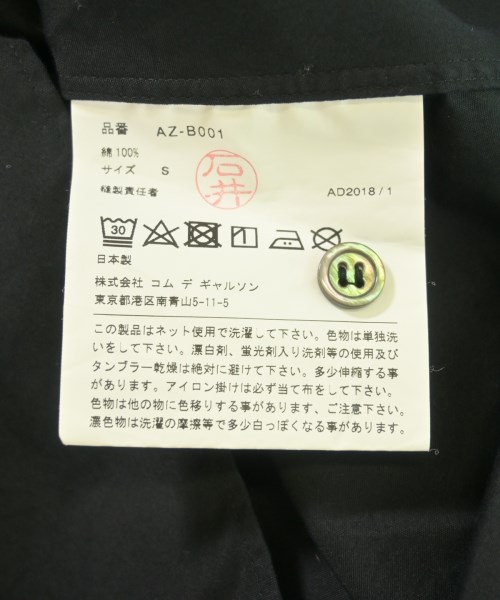 品番 AZ-B001
綿100%
サイズ S
石井
縫製責任者 AD2018/1
30
日本製
株式会社 コム デ ギャルソン
東京都港区南青山5-11-5
この製品はネット使用で洗濯して下さい。色物は単独洗
いをして下さい。漂白剤、蛍光剤入り洗剤等の使用及び
タンブラー乾燥は絶対に避けて下さい。多少伸縮する事
があります。アイロン掛けは必ず当て布をして下さい。
色物は他の物に色移りする事があります、ご注意下さい。
濃色物は洗濯の摩擦等で多少白っぽくなる事があります。